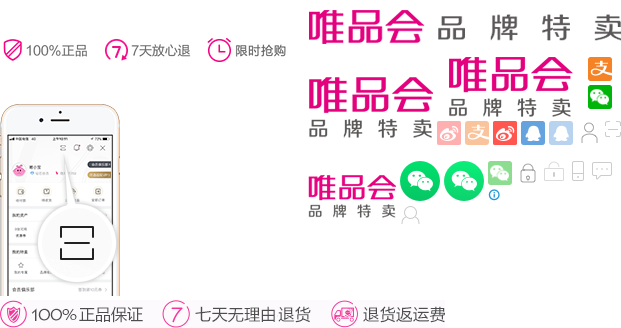 唯品会 品牌特卖
100%正品 7天放心退 限时抢购
唯品会
品牌特卖
唯品会
品牌特卖
唯品会
品牌特卖
100%正品保证 七天无理由退货 退货返运费